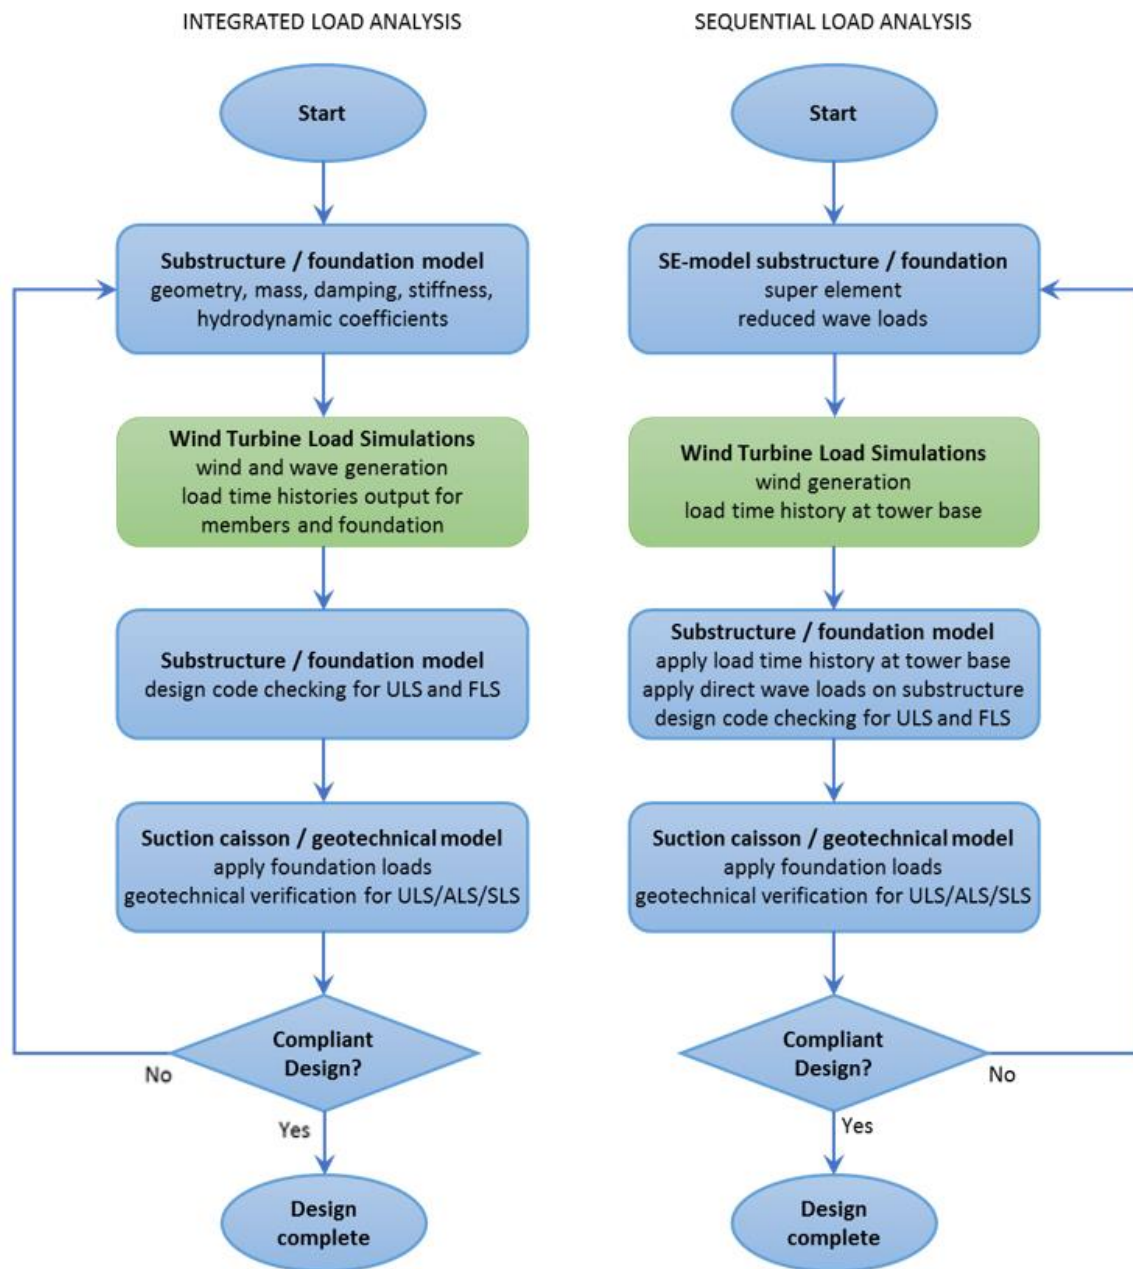 INTEGRATED LOAD ANALYSIS
Start
Substructure / foundation model
geometry, mass, damping, stiffness,
hydrodynamic coefficients
Wind Turbine Load Simulations
wind and wave generation
load time histories output for
members and foundation
Substructure / foundation model
design code checking for ULS and FLS
Suction caisson / geotechnical model
apply foundation loads
geotechnical verification for ULS/ALS/SLS
Compliant
Design?
No
Yes
Design
complete
SEQUENTIAL LOAD ANALYSIS
Start
SE-model substructure / foundation
super element
reduced wave loads
Wind Turbine Load Simulations
wind generation
load time history at tower base
Substructure / foundation model
apply load time history at tower base
apply direct wave loads on substructure
design code checking for ULS and FLS
Suction caisson / geotechnical model
apply foundation loads
geotechnical verification for ULS/ALS/SLS
Compliant
Design?
No
Yes
Design
complete